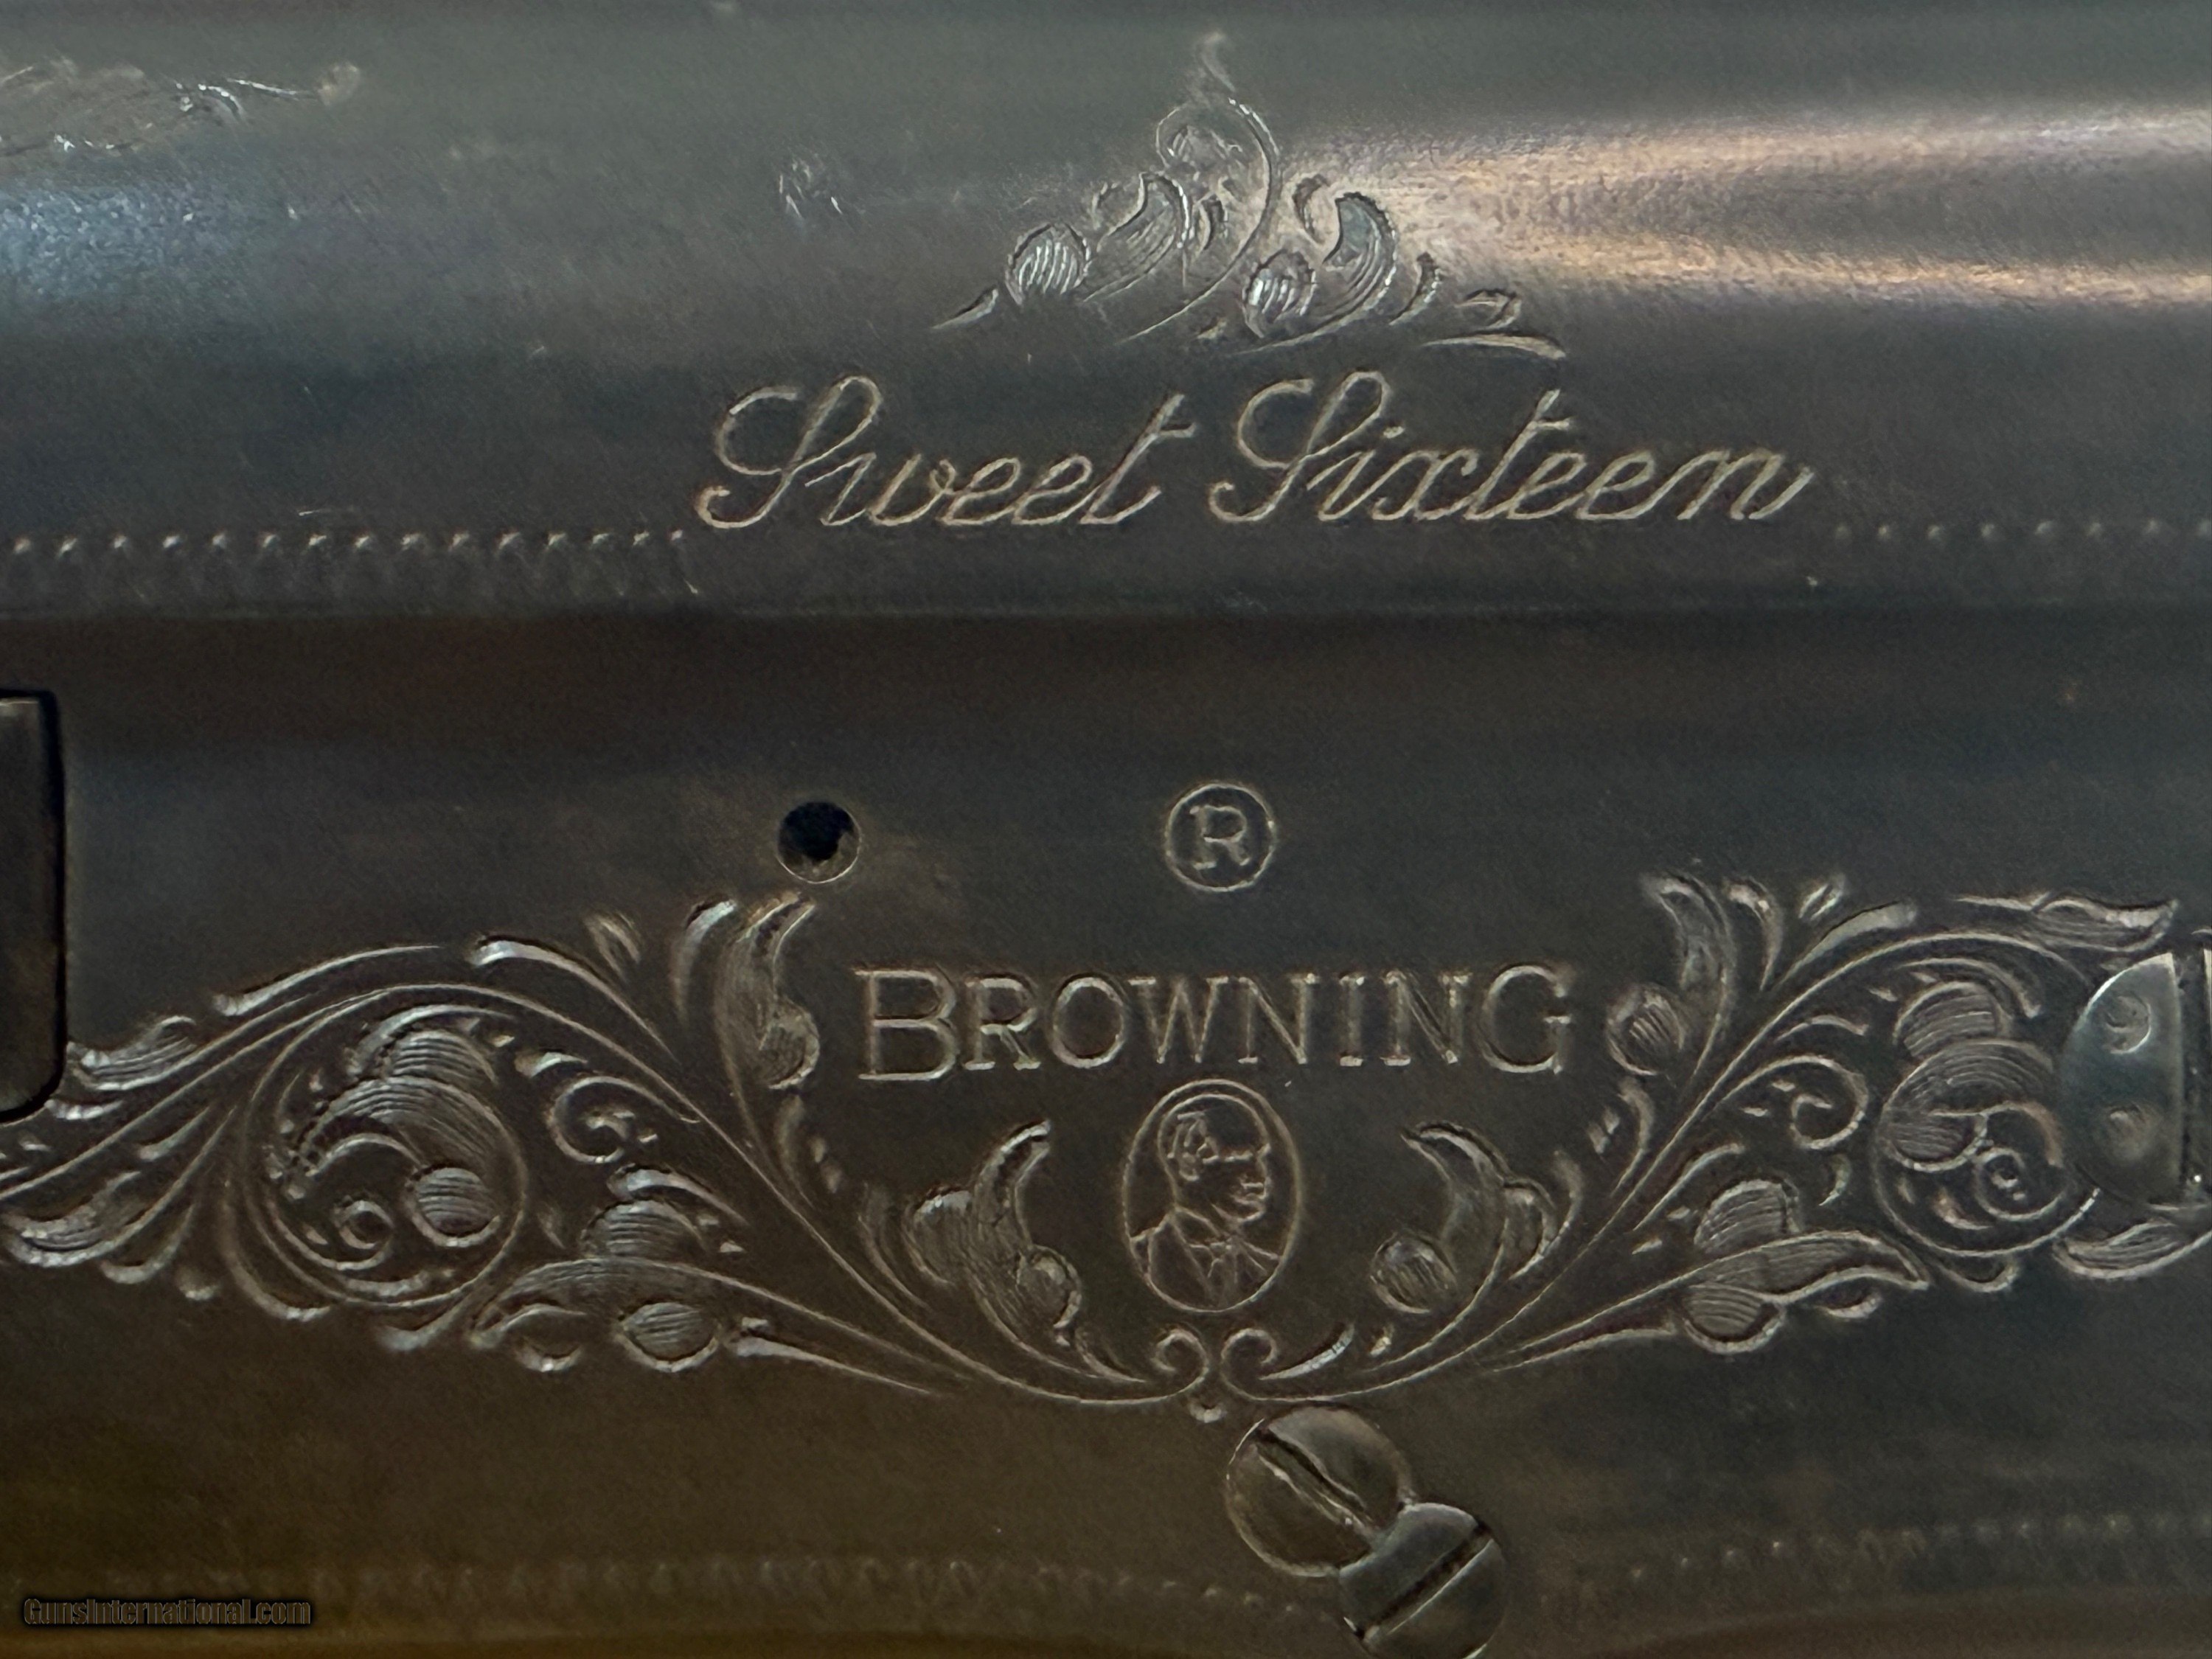 Sweet Sixteen
®
BROWNING
GunsInternational.com